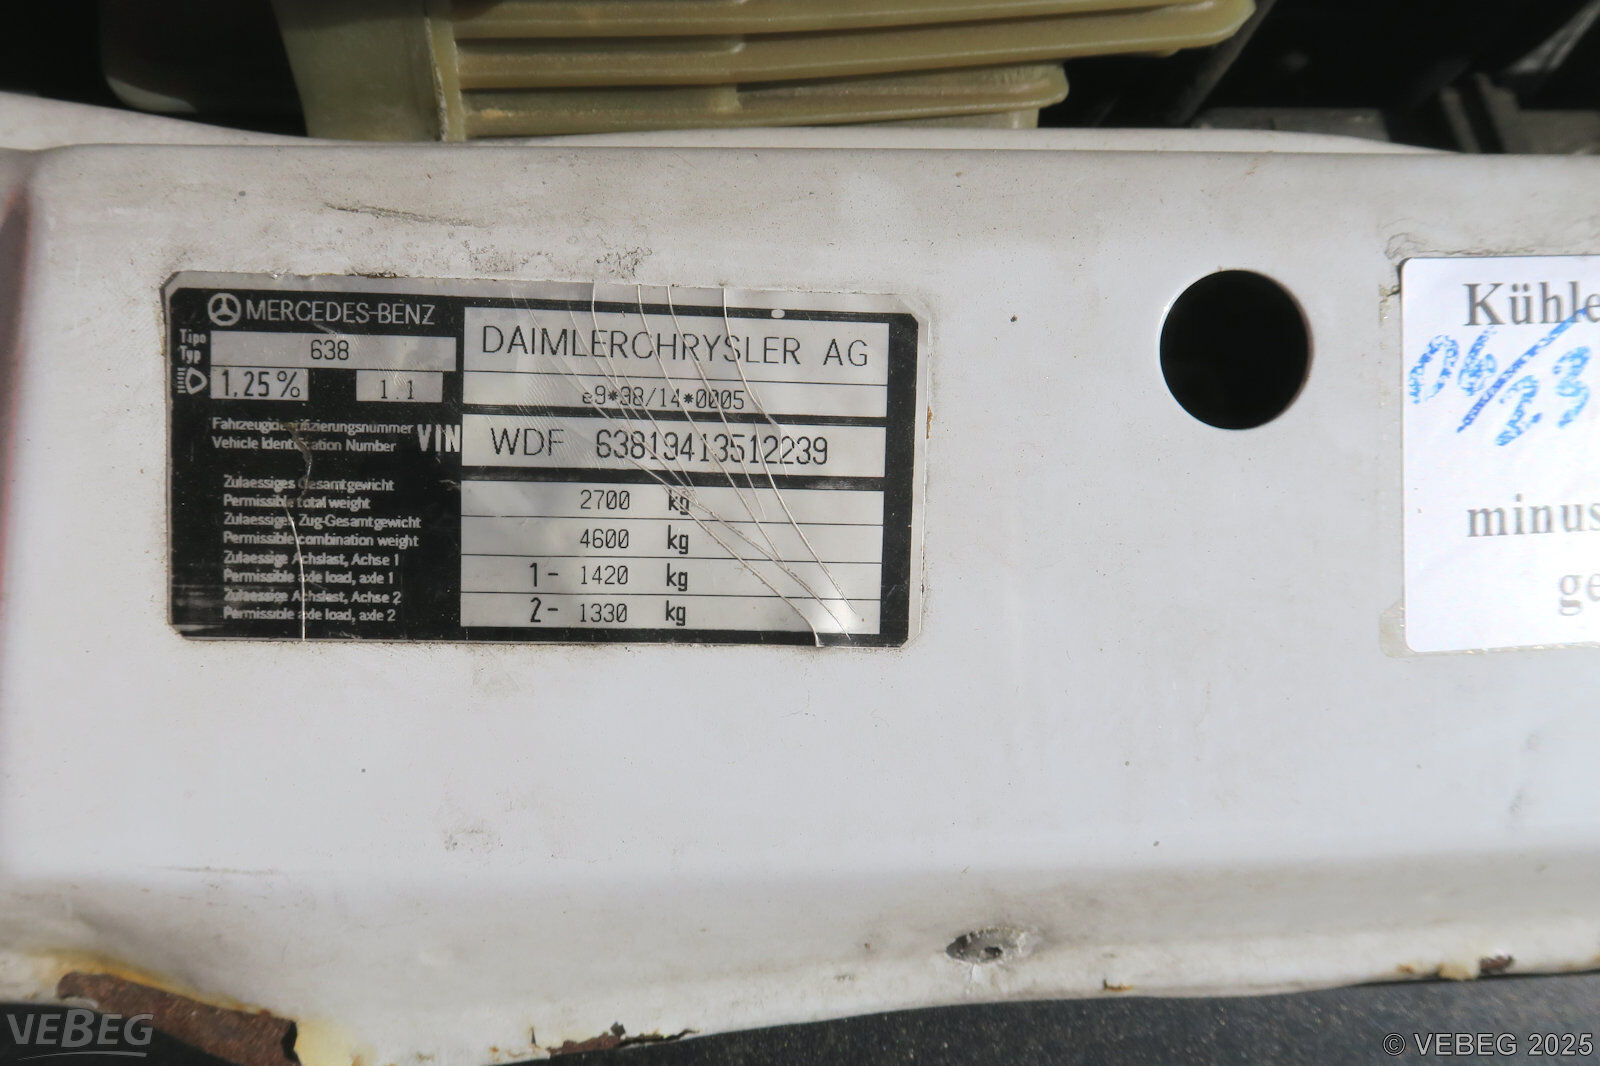 MERCEDES-BENZ
Tipo
Typ
638
1,25%
1.1
DAIMLERCHRYSLER AG
e9*98/14*0005
Fahrzeugidentifizierungsnummer
Vehicle Identification Number
VIN
WDF 63819413512239
Zulaessiges Gesamtgewicht
Permissible total weight
2700 kg
Zulaessiges Zug-Gesamtgewicht
Permissible combination weight
4600 kg
Zulaessige Achslast, Achse 1
Permissible axle load, axle 1
1- 1420 kg
Zulaessige Achslast, Achse 2
Permissible axle load, axle 2
2- 1330 kg
Kühle
minus
ge
VEBEG
© VEBEG 2025